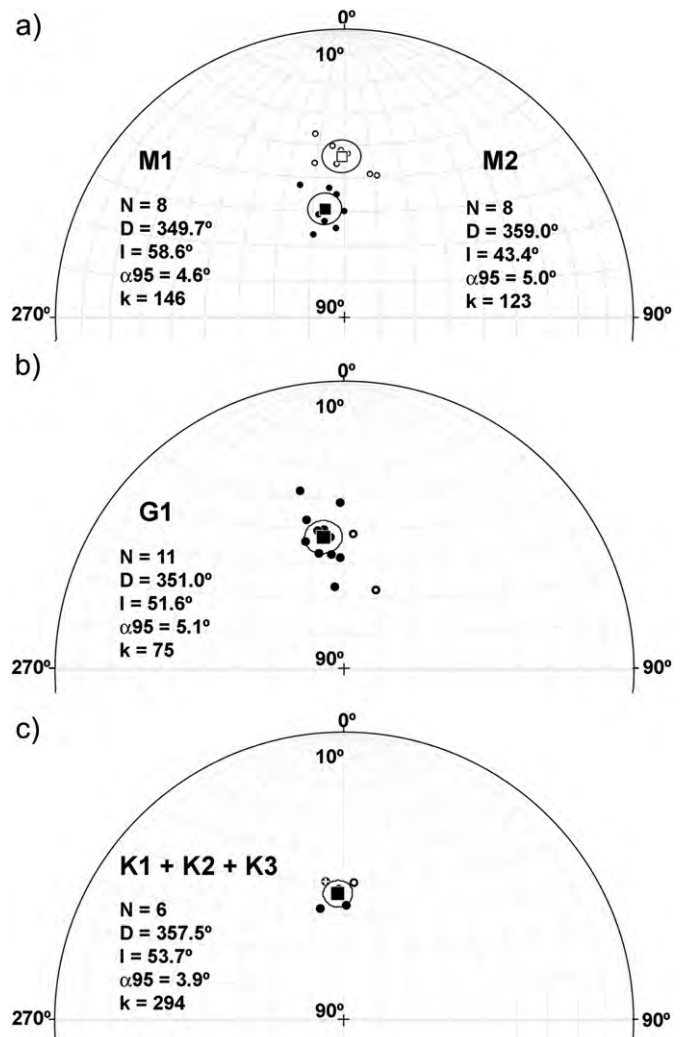 a)
0º
10º
M1
N = 8
D = 349.7º
I = 58.6º
α95 = 4.6º
k = 146
M2
N = 8
D = 359.0º
I = 43.4º
α95 = 5.0º
k = 123
270º
90º
90º
b)
0º
10º
G1
N = 11
D = 351.0º
I = 51.6º
α95 = 5.1º
k = 75
270º
90º
90º
c)
0º
10º
K1 + K2 + K3
N = 6
D = 357.5º
I = 53.7º
α95 = 3.9º
k = 294
270º
90º
90º